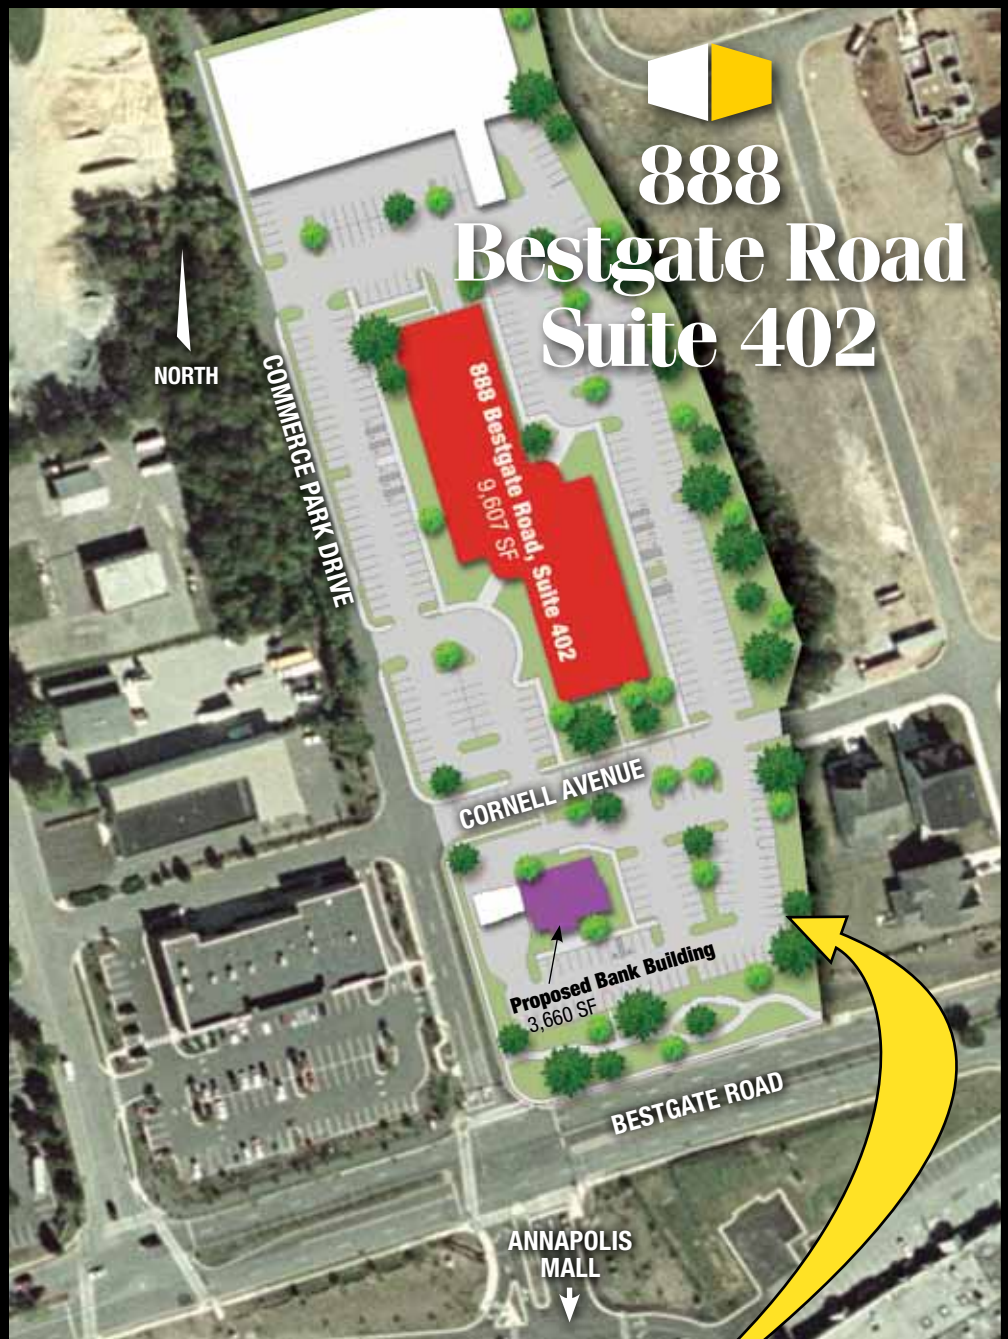 888
Bestgate Road
Suite 402
NORTH
COMMERCE PARK DRIVE
888 Bestgate Road, Suite 402
9,607 SF
CORNELL AVENUE
Proposed Bank Building
3,660 SF
BESTGATE ROAD
ANNAPOLIS
MALL